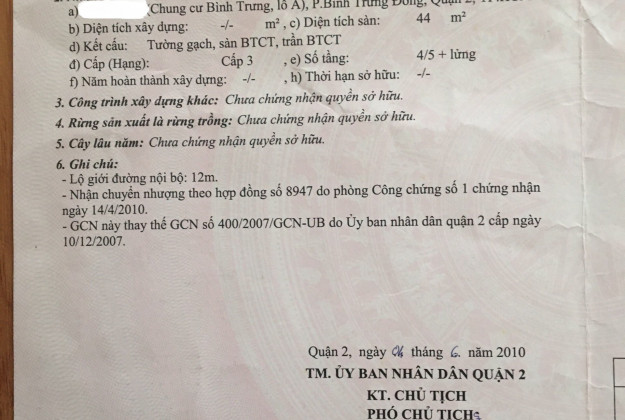 a) (Chung cư Bình Trưng, lô A), P.Bình Trưng Đông, Quận 2,
b) Diện tích xây dựng: -/- m² , c) Diện tích sàn: 44 m²
d) Kết cấu: Tường gạch, sàn BTCT, trần BTCT
đ) Cấp (Hạng): Cấp 3 , e) Số tầng: 4/5 + lừng
f) Năm hoàn thành xây dựng: -/- , h) Thời hạn sở hữu: -/-
3. Công trình xây dựng khác: Chưa chứng nhận quyền sở hữu.
4. Rừng sản xuất là rừng trồng: Chưa chứng nhận quyền sở hữu.
5. Cây lâu năm: Chưa chứng nhận quyền sở hữu.
6. Ghi chú:
- Lộ giới đường nội bộ: 12m.
- Nhận chuyển nhượng theo hợp đồng số 8947 do phòng Công chứng số 1 chứng nhận
ngày 14/4/2010.
- GCN này thay thế GCN số 400/2007/GCN-UB do Ủy ban nhân dân quận 2 cấp ngày
10/12/2007.
Quận 2, ngày 04 tháng 6. năm 2010
TM. ỦY BAN NHÂN DÂN QUẬN 2
KT. CHỦ TỊCH
PHÓ CHỦ TỊCH